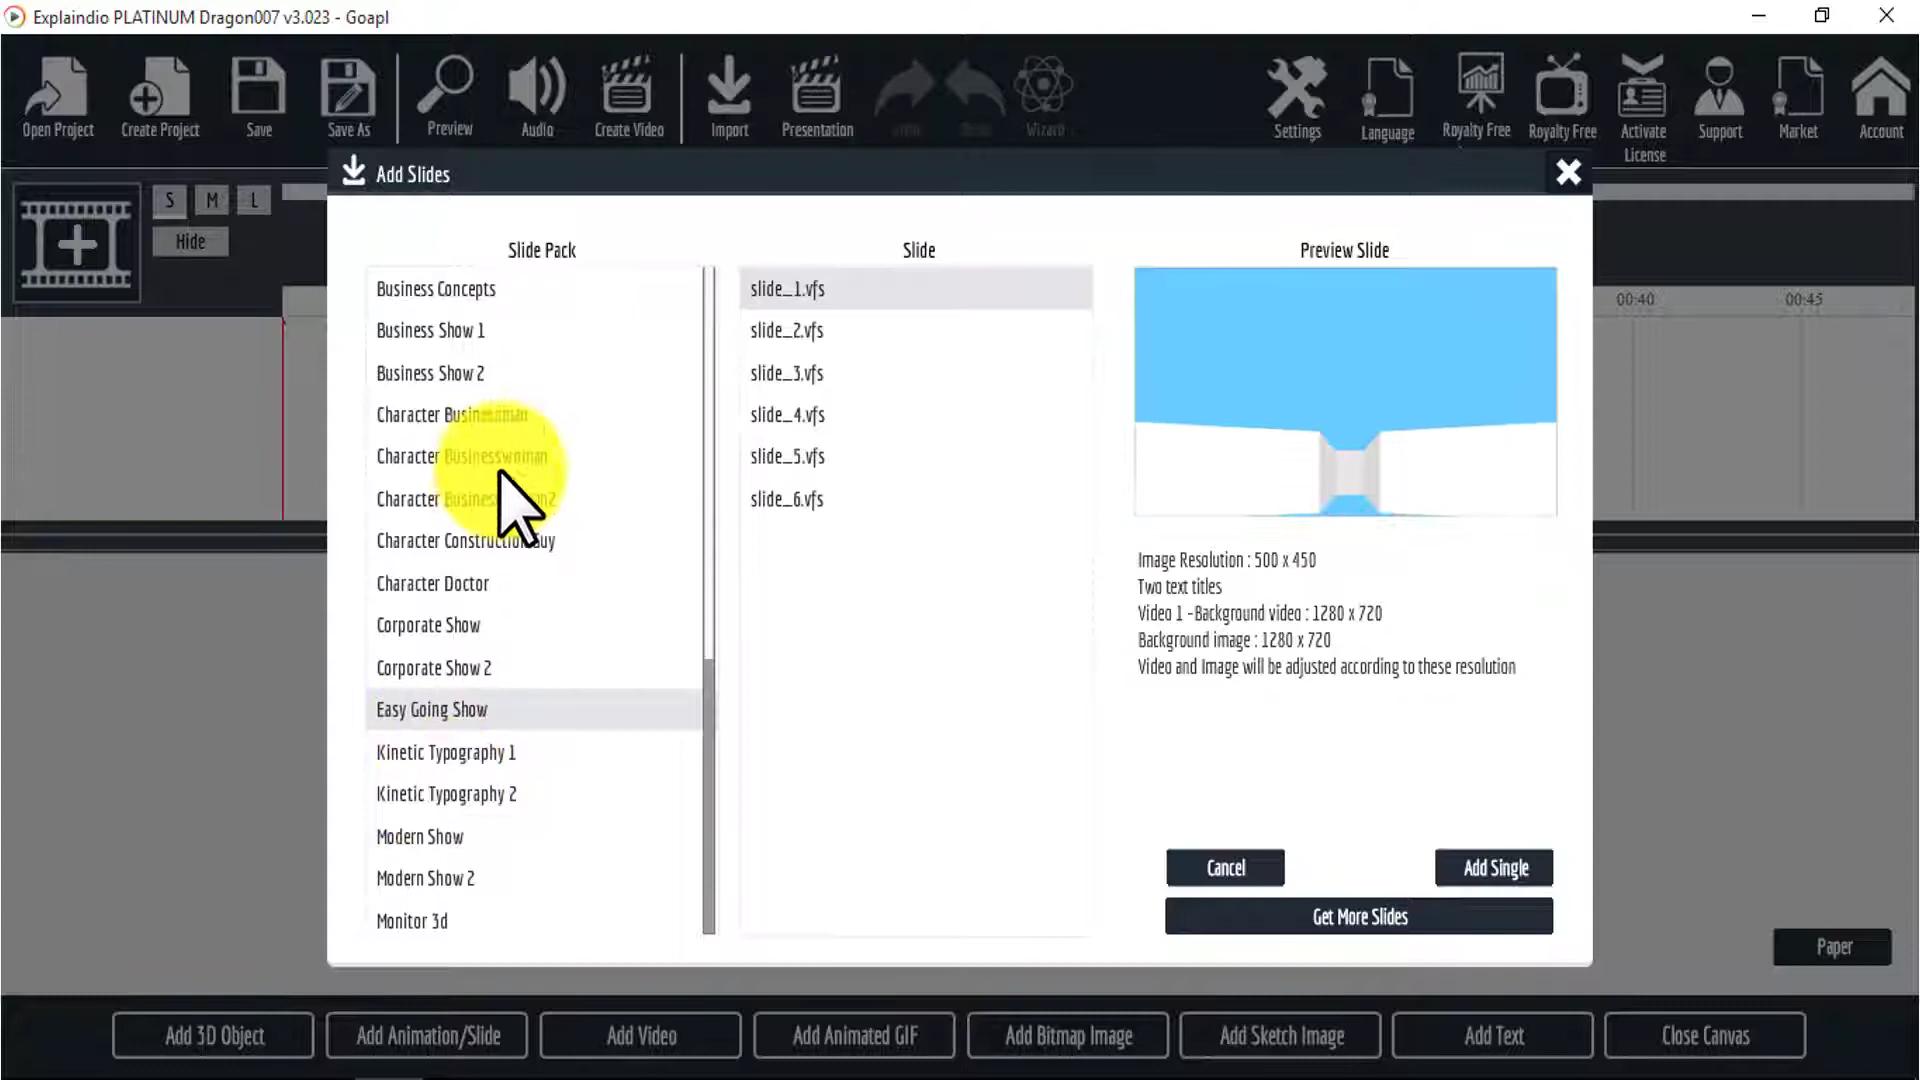 Explaindio PLATINUM Dragon007 v3.023 - Goapl
Open Project
Create Project
Save
Save As
Preview
Audio
Create Video
Import
Presentation
Wizard
Settings
Language
Royalty Free
Royalty Free
Activate
License
Support
Market
Account
Add Slides
S M L
Hide
Slide Pack
Slide
Preview Slide
Business Concepts
Business Show 1
Business Show 2
Character Businessman
Character Businesswoman
Character
Character Construction Guy
Character Doctor
Corporate Show
Corporate Show 2
Easy Going Show
Kinetic Typography 1
Kinetic Typography 2
Modern Show
Modern Show 2
Monitor 3d
slide_1.vfs
slide_2.vfs
slide_3.vfs
slide_4.vfs
slide_5.vfs
slide_6.vfs
Image Resolution : 500 x 450
Two text titles
Video 1 -Background video : 1280 x 720
Background image : 1280 x 720
Video and Image will be adjusted according to these resolution
Cancel
Add Single
Get More Slides
00:40
00:45
Paper
Add 3D Object
Add Animation/Slide
Add Video
Add Animated GIF
Add Bitmap Image
Add Sketch Image
Add Text
Close Canvas